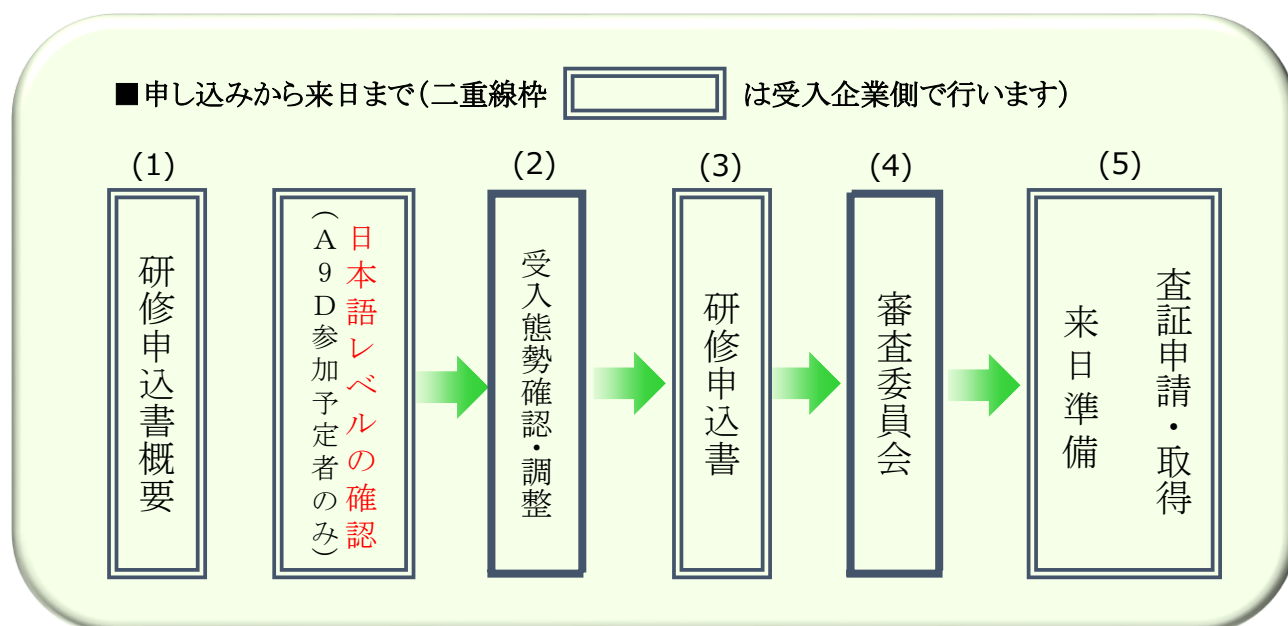 ■申し込みから来日まで(二重線枠 は受入企業側で行います)
(1)
研修申込書概要
日本語レベルの確認
(A9D参加予定者のみ)
(2)
受入態勢確認・調整
(3)
研修申込書
(4)
審査委員会
(5)
査証申請・取得
来日準備